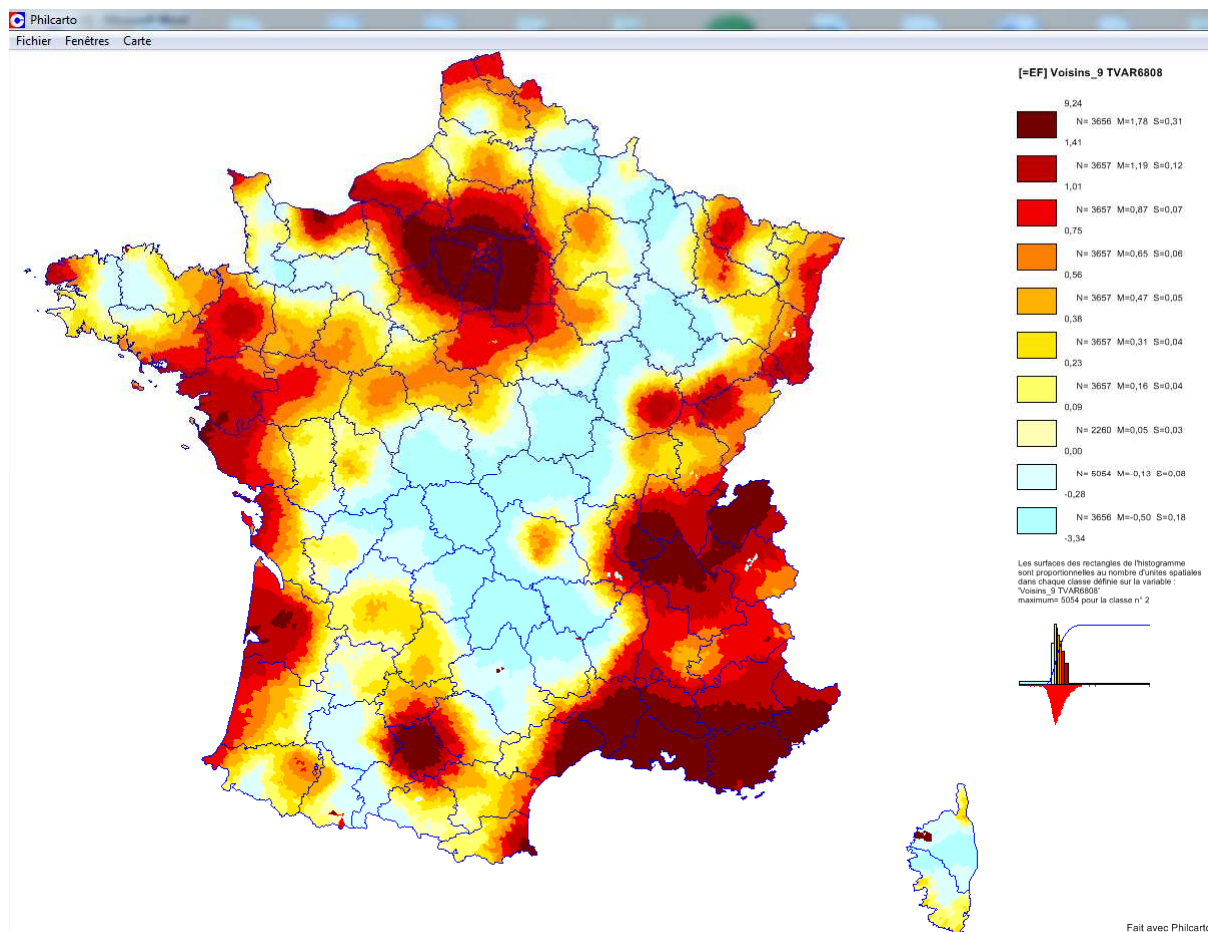 Philcarto
Fichier Fenêtres Carte
[=EF] Voisins_9 TVAR6808
9,24
N= 3656 M=1,78 S=0,31
1,41
N= 3657 M=1,19 S=0,12
1,01
N= 3657 M=0,87 S=0,07
0,75
N= 3657 M=0,65 S=0,06
0,56
N= 3657 M=0,47 S=0,05
0,38
N= 3657 M=0,31 S=0,04
0,23
N= 3657 M=0,16 S=0,04
0,09
N= 2260 M=0,05 S=0,03
0,00
N= 5054 M=-0,13 S=0,08
-0,28
N= 3656 M=-0,50 S=0,18
-3,34
Les surfaces des rectangles de l'histogramme
sont proportionnelles au nombre d'unites spatiales
dans chaque classe définie sur la variable :
'Voisins_9 TVAR6808'
maximum= 5054 pour la classe n° 2
Fait avec Philcarto